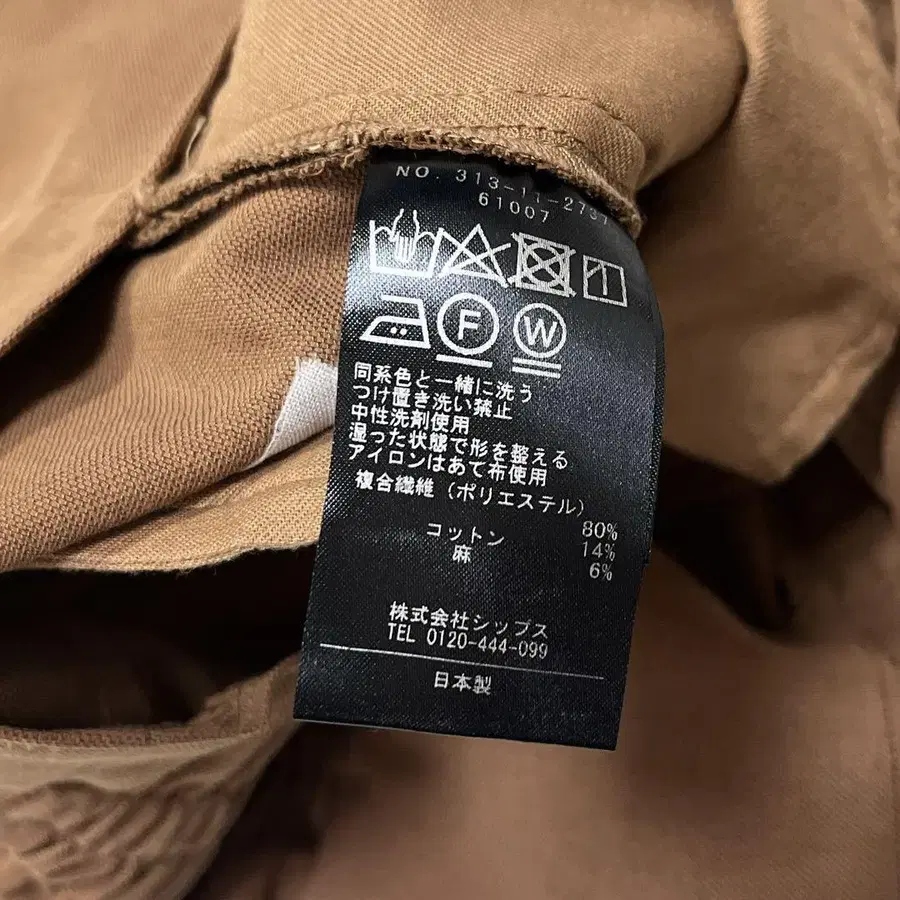 NO. 313-11-2737
61007
F W
同系色と一緒に洗う
つけ置き洗い禁止
中性洗剤使用
湿った状態で形を整える
アイロンはあて布使用
複合繊維(ポリエステル)
80%
コットン 14%
麻 6%
株式会社シップス
TEL 0120-444-099
日本製